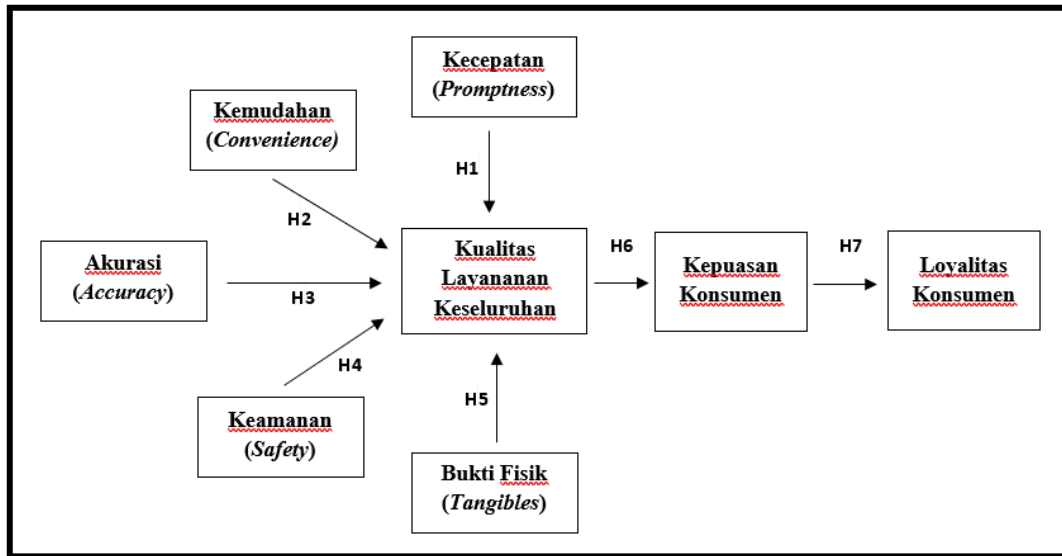 Kecepatan
(Promptness)
Kemudahan
(Convenience)
H1
H2
Akurasi
(Accuracy)
H3
Kualitas
Layananan
Keseluruhan
H6
Kepuasan
Konsumen
H7
Loyalitas
Konsumen
H4
Keamanan
(Safety)
H5
Bukti Fisik
(Tangibles)